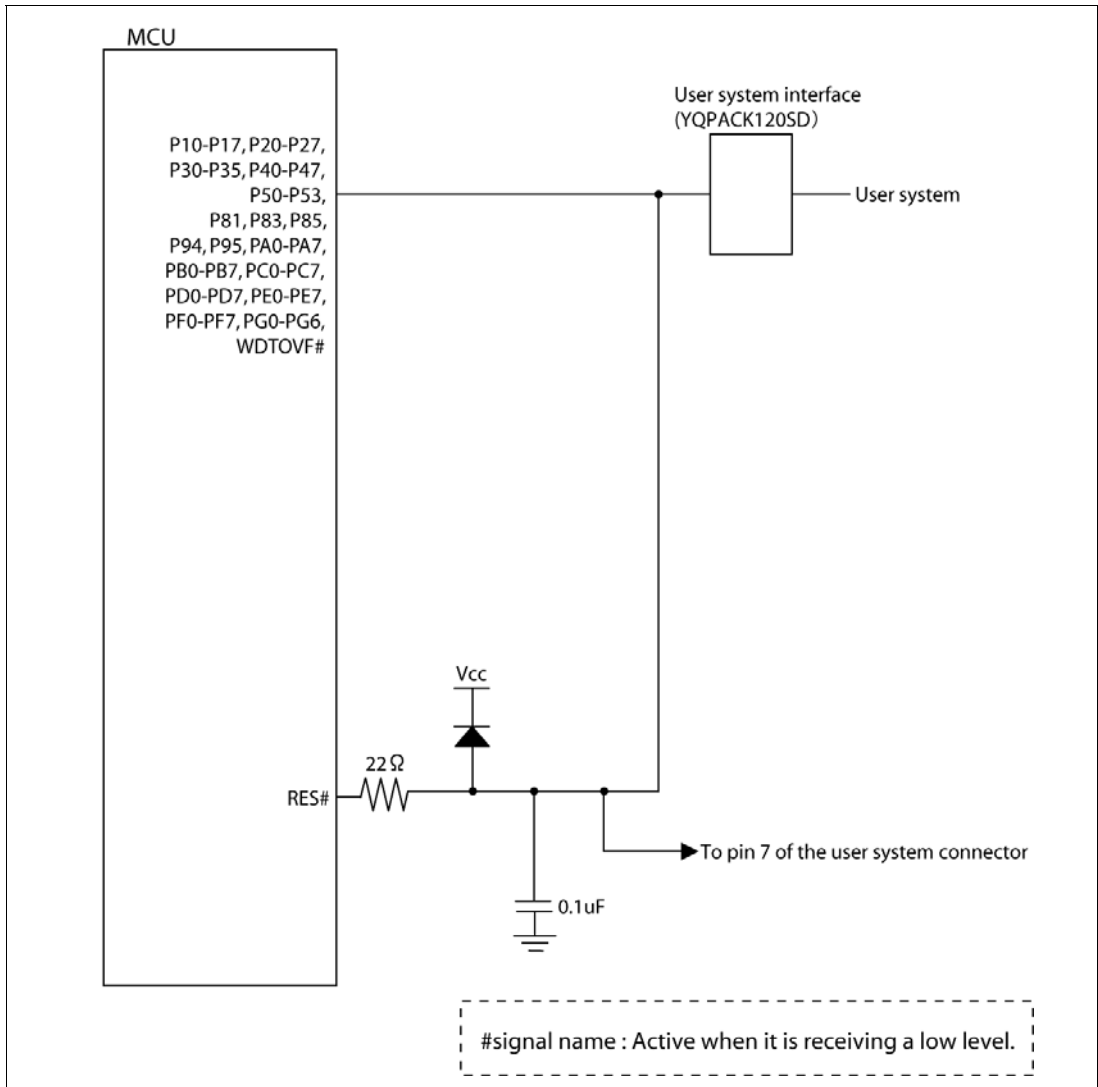 MCU
User system interface
(YQPACK120SD)
P10-P17, P20-P27,
P30-P35, P40-P47,
P50-P53,
P81, P83, P85,
P94, P95, PA0-PA7,
PB0-PB7, PC0-PC7,
PD0-PD7, PE0-PE7,
PF0-PF7, PG0-PG6,
WDTOVF#
User system
Vcc
22Ω
RES#
To pin 7 of the user system connector
0.1uF
#signal name : Active when it is receiving a low level.